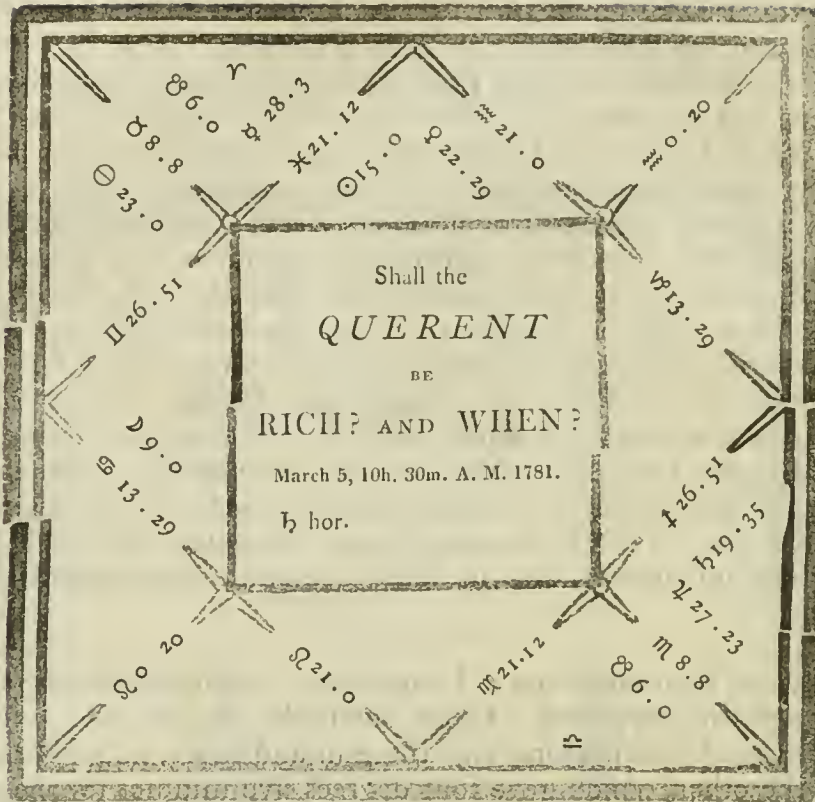 ♈
☊ 6. 0
☿ 28. 3
♉ 8. 8
♓ 21. 12
♒ 21. 0
♒ 0. 20
☉ 15. 0
♀ 22. 29
⊖ 23. 0
♊ 26. 51
♑ 13. 29
Shall the
QUERENT
BE
RICH? AND WHEN?
March 5, 10h. 30m. A. M. 1781.
♄ hor.
☽ 9. 0
♋ 13. 29
♐ 26. 51
♄ 19. 35
♃ 27. 23
♏ 8. 8
☋ 6. 0
♌ 0 20
♌ 21. 0
♍ 21. 12
♎